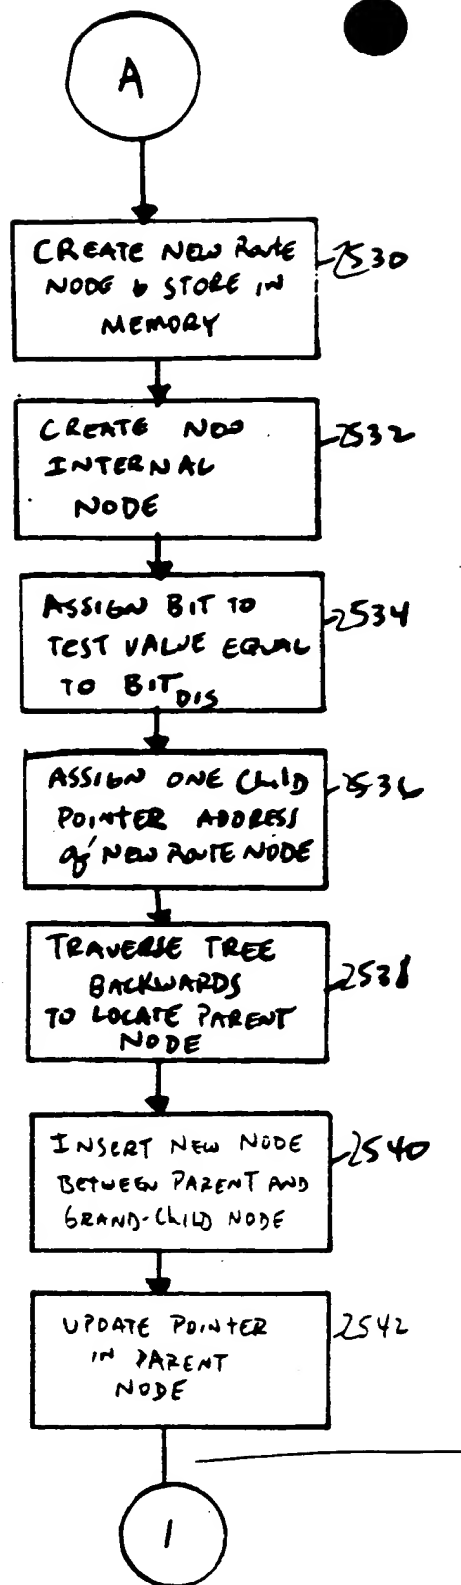 A
CREATE NEW ROUTE
NODE & STORE IN
MEMORY
2530
CREATE NEW
INTERNAL
NODE
2532
ASSIGN BIT TO
TEST VALUE EQUAL
TO BIT DIS
2534
ASSIGN ONE CHILD
POINTER ADDRESS
of NEW ROUTE NODE
2536
TRAVERSE TREE
BACKWARDS
TO LOCATE PARENT
NODE
2538
INSERT NEW NODE
BETWEEN PARENT AND
GRAND-CHILD NODE
2540
UPDATE POINTER
IN PARENT
NODE
2542
1